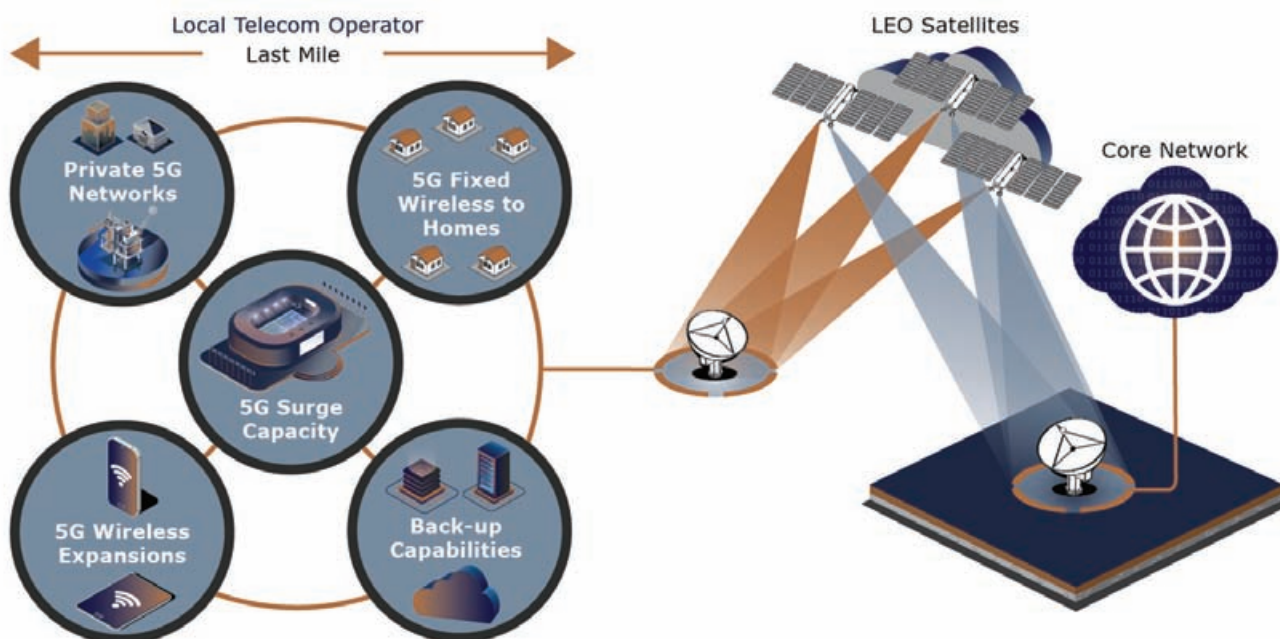 Local Telecom Operator
Last Mile
LEO Satellites
Core Network
Private 5G
Networks
5G Fixed
Wireless to
Homes
5G Surge
Capacity
5G Wireless
Expansions
Back-up
Capabilities